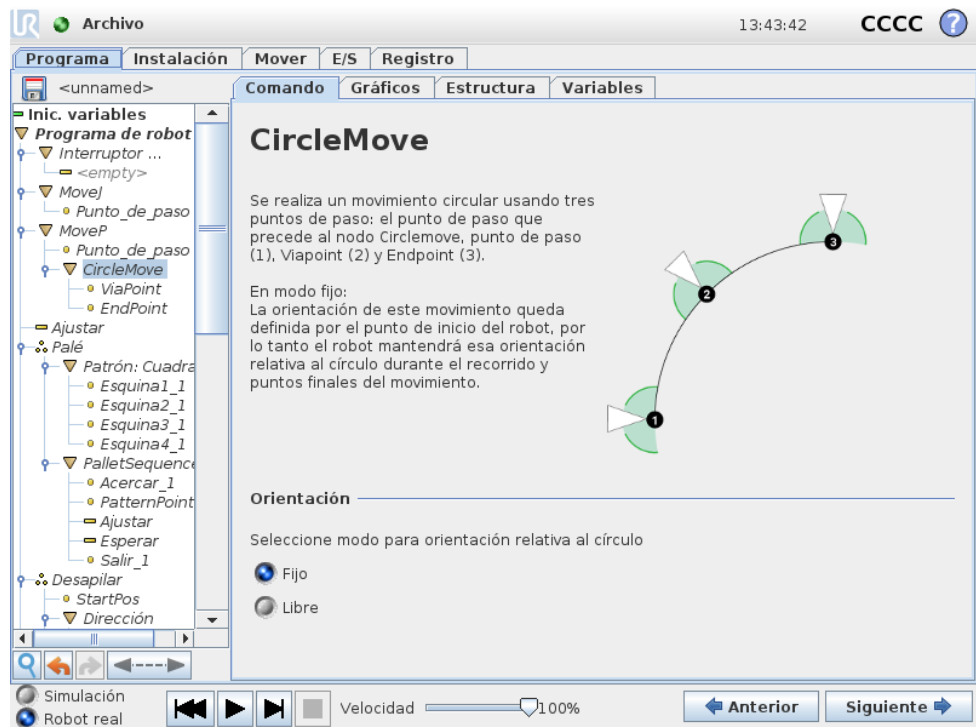 UR Archivo 13:43:42 CCCC ?
Programa Instalación Mover E/S Registro
<unnamed>
Comando Gráficos Estructura Variables
Inic. variables
Programa de robot
Interruptor ...
<empty>
MoveJ
Punto_de_paso
MoveP
Punto_de_paso
CircleMove
ViaPoint
EndPoint
Ajustar
Palé
Patrón: Cuadra
Esquina1_1
Esquina2_1
Esquina3_1
Esquina4_1
PalletSequence
Acercar_1
PatternPoint
Ajustar
Esperar
Salir_1
Desapilar
StartPos
Dirección
CircleMove
Se realiza un movimiento circular usando tres
puntos de paso: el punto de paso que
precede al nodo Circlemove, punto de paso
(1), Viapoint (2) y Endpoint (3).
En modo fijo:
La orientación de este movimiento queda
definida por el punto de inicio del robot, por
lo tanto el robot mantendrá esa orientación
relativa al círculo durante el recorrido y
puntos finales del movimiento.
3
2
1
Orientación
Seleccione modo para orientación relativa al círculo
Fijo
Libre
Simulación
Robot real
Velocidad 100%
Anterior Siguiente